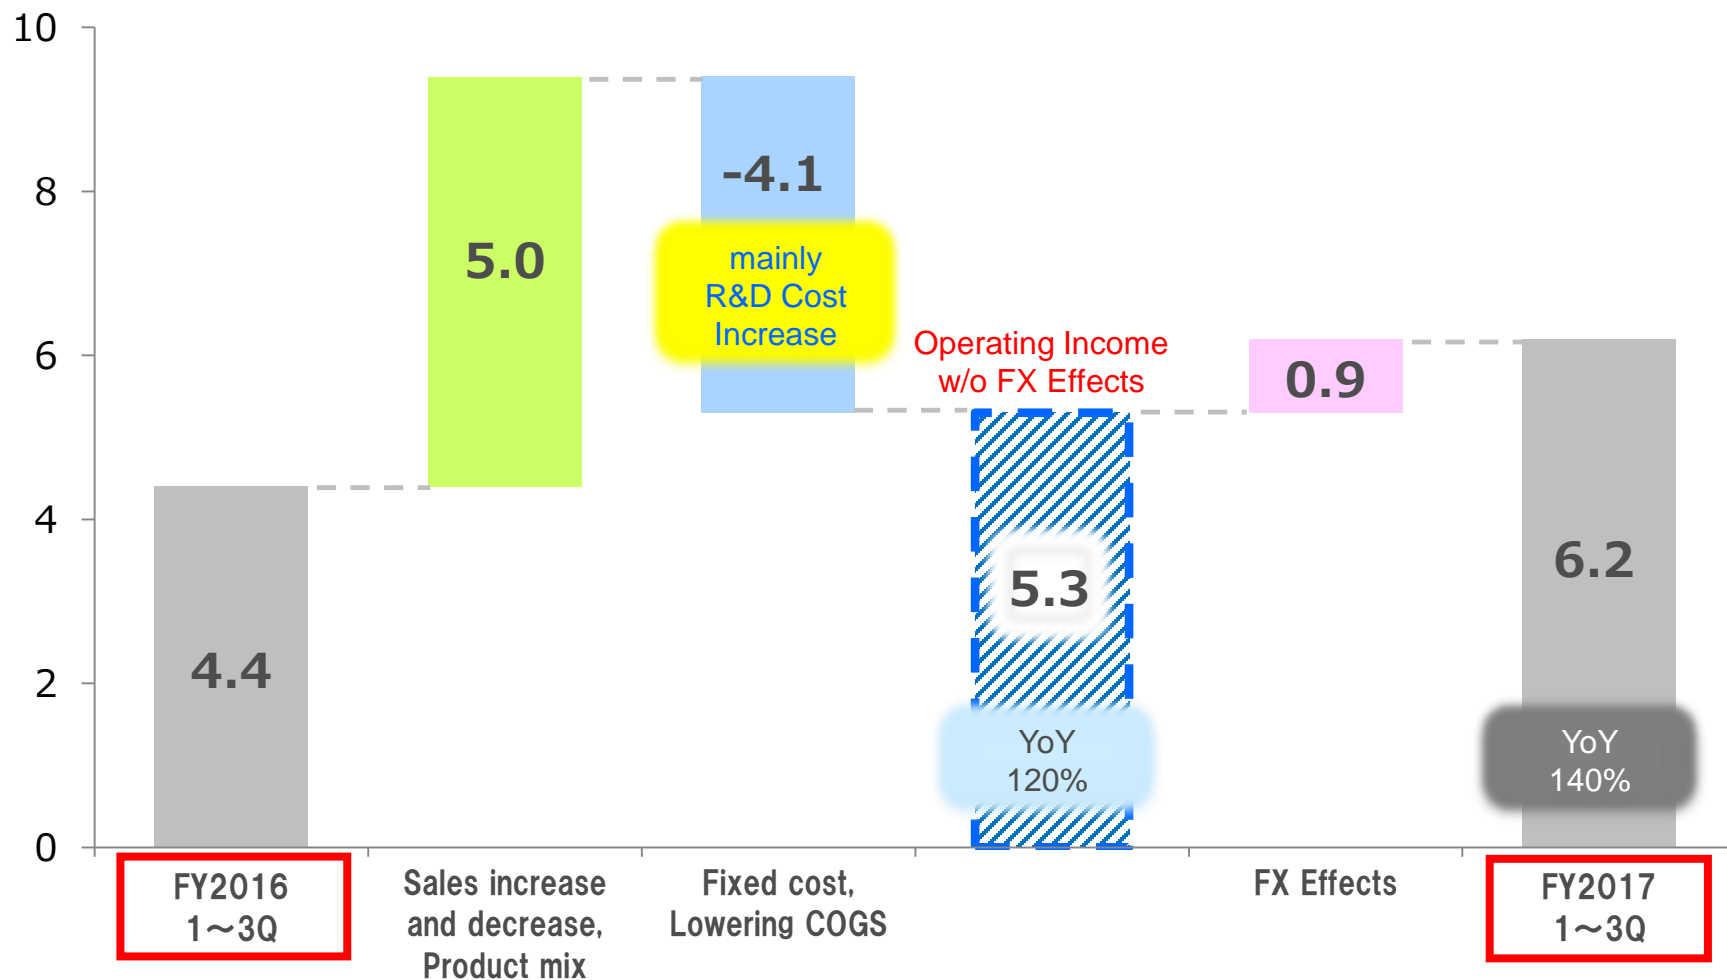 10
8
6
4
2
0
4.4
5.0
-4.1
mainly
R&D Cost
Increase
Operating Income
w/o FX Effects
5.3
YoY
120%
0.9
6.2
YoY
140%
FY2016
1～3Q
Sales increase
and decrease,
Product mix
Fixed cost,
Lowering COGS
FX Effects
FY2017
1～3Q